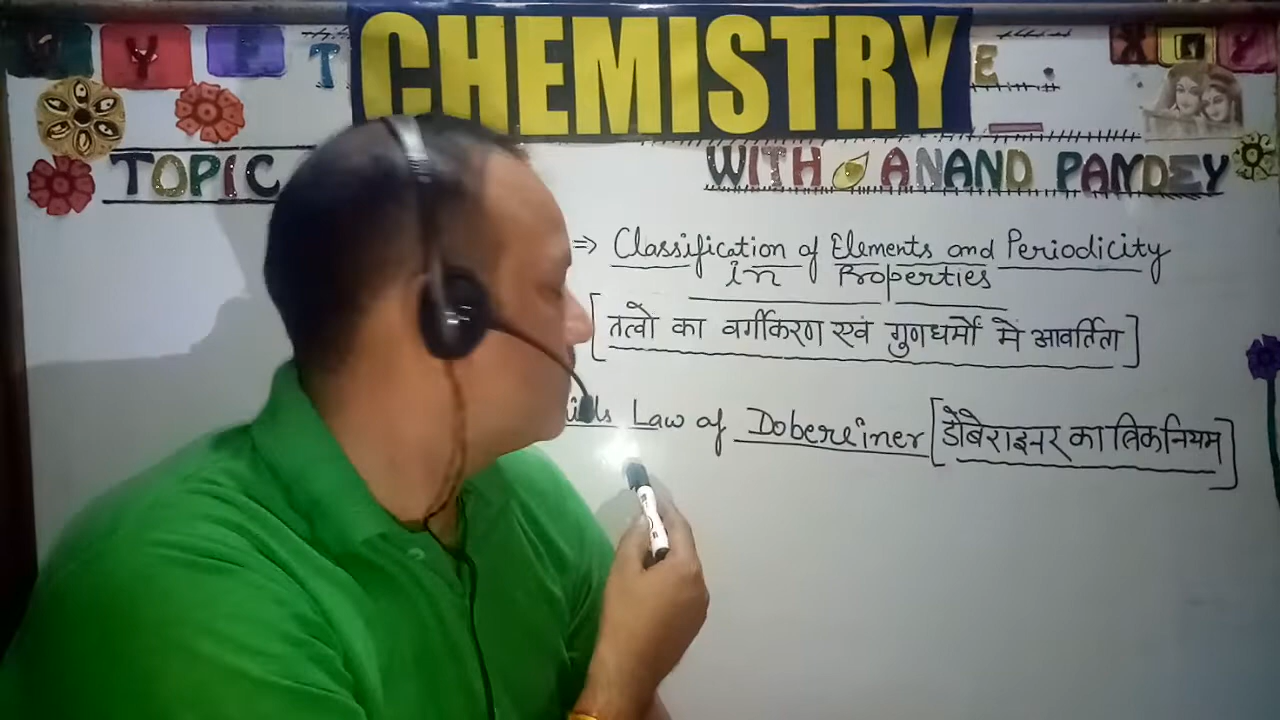 CHEMISTRY
TOPIC
WITH ANAND PANDEY
⇒ Classification of Elements and Periodicity
in Properties
[तत्वो का वर्गीकरण एवं गुणधर्मो मे आवर्तिता]
Law of Dobereiner [डोबेराइनर का त्रिक नियम]